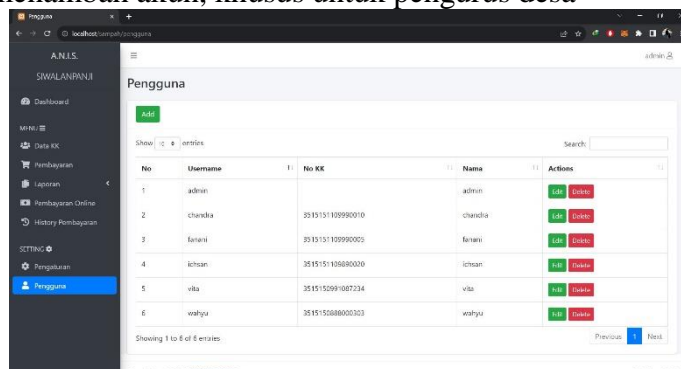 menambah akun, khusus untuk pengurus desa
Pengguna
localhost/sampah/pengguna
A.N.I.S.
SIWALANPANJI
admin
Pengguna
Dashboard
Add
MENU
Show entries
Search:
Data KK
Pembayaran
Laporan
Pembayaran Online
History Pembayaran
SETTING
Pengaturan
Pengguna
No Username No KK Nama Actions
1 admin admin Edit Delete
2 chandra 3515151109990010 chandra Edit Delete
3 fanani 3515151109990005 fanani Edit Delete
4 ichsan 3515151109890020 ichsan Edit Delete
5 vita 3515150991087234 vita Edit Delete
6 wahyu 3515150888000303 wahyu Edit Delete
Showing 1 to 6 of 6 entries
Previous 1 Next